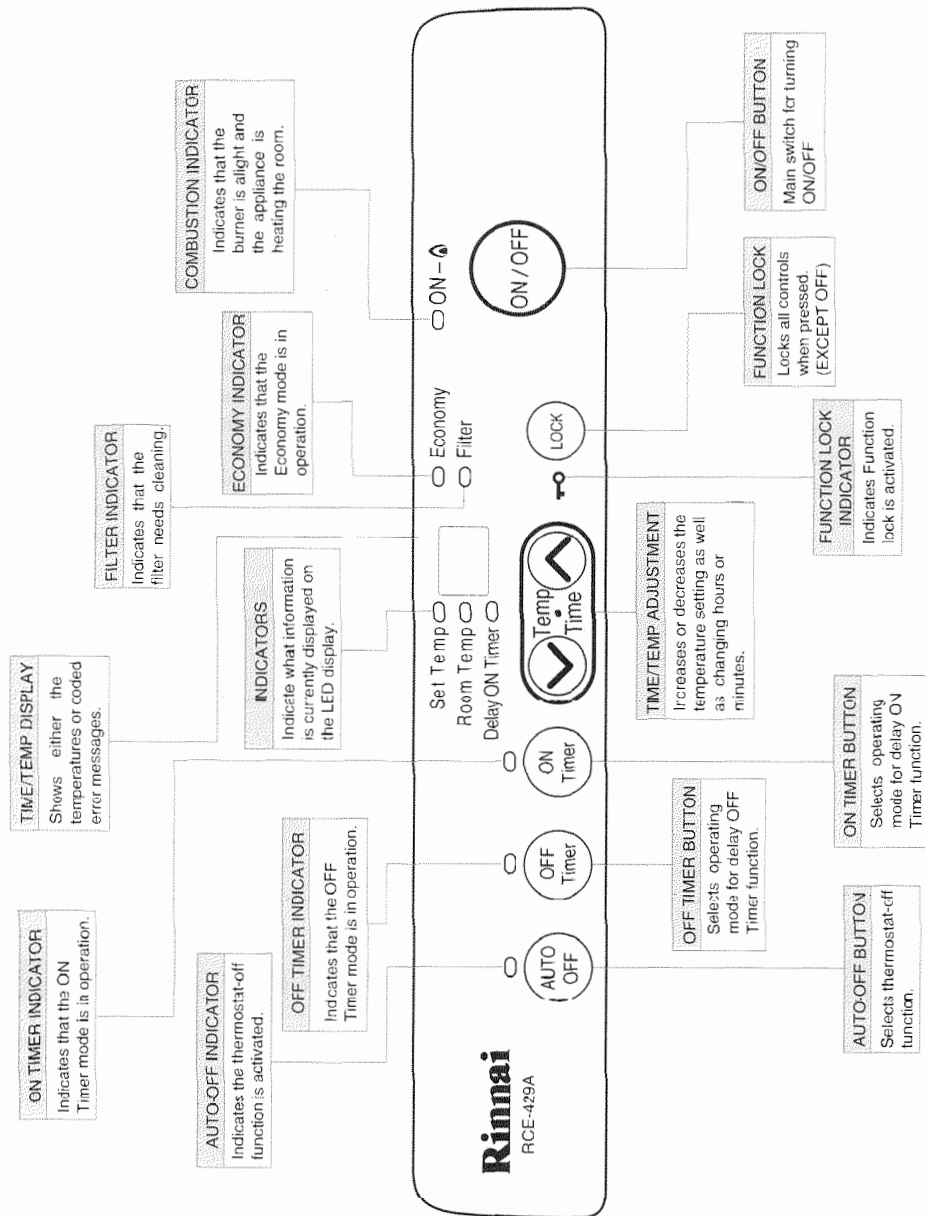 ON TIMER INDICATOR
Indicates that the ON
Timer mode is in operation.
TIME/TEMP DISPLAY
Shows either the
temperatures or coded
error messages.
FILTER INDICATOR
Indicates that the
filter needs cleaning.
COMBUSTION INDICATOR
Indicates that the
burner is alight and
the appliance is
heating the room.
AUTO-OFF INDICATOR
Indicates the thermostat-off
function is activated.
OFF TIMER INDICATOR
Indicates that the OFF
Timer mode is in operation.
INDICATORS
Indicate what information
is currently displayed on
the LED display.
ECONOMY INDICATOR
Indicates that the
Economy mode is in
operation.
Rinnai
RCE-429A
AUTO
OFF
OFF
Timer
ON
Timer
Set Temp
Room Temp
Delay ON Timer
Temp
Time
Economy
Filter
LOCK
ON-
ON/OFF
AUTO-OFF BUTTON
Selects thermostat-off
function.
OFF TIMER BUTTON
Selects operating
mode for delay OFF
Timer function.
ON TIMER BUTTON
Selects operating
mode for delay ON
Timer function.
TIME/TEMP ADJUSTMENT
Increases or decreases the
temperature setting as well
as changing hours or
minutes.
FUNCTION LOCK
INDICATOR
Indicates Function
lock is activated.
FUNCTION LOCK
Locks all controls
when pressed.
(EXCEPT OFF)
ON/OFF BUTTON
Main switch for turning
ON/OFF